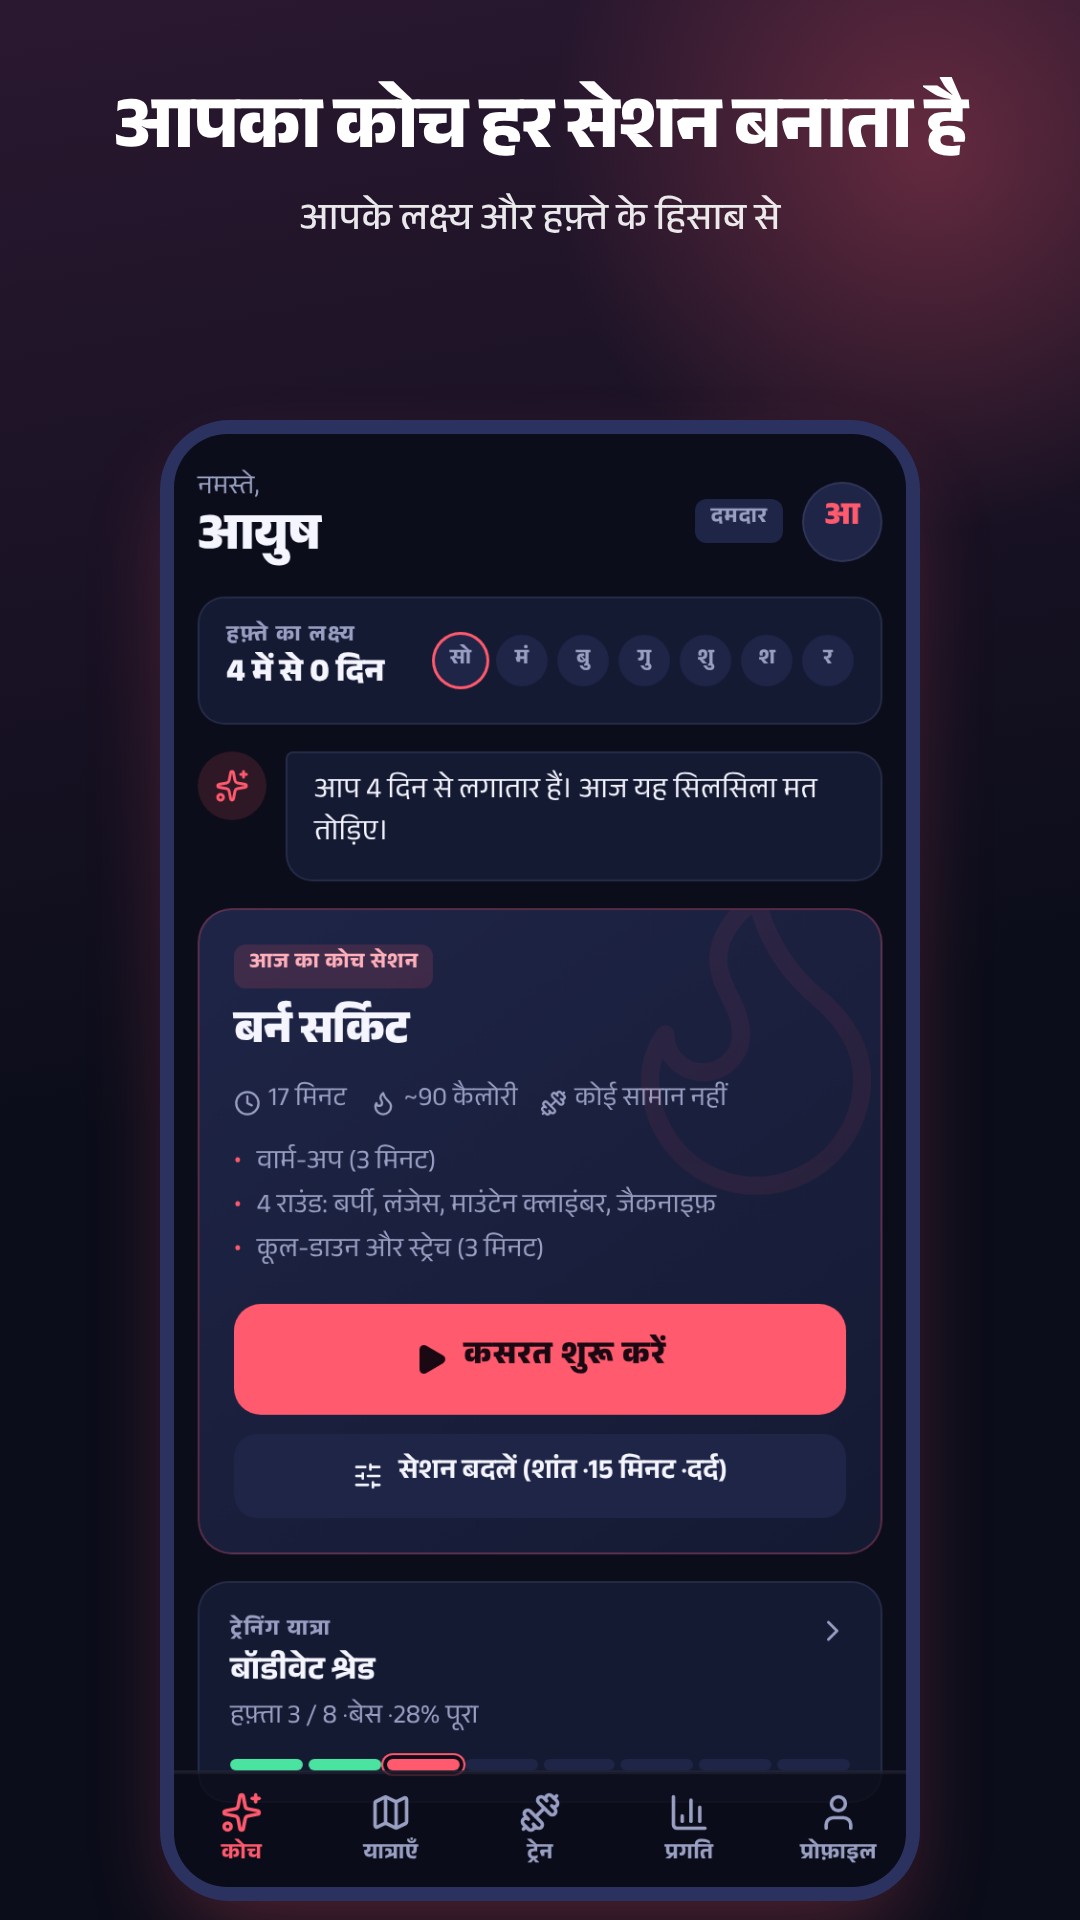 आपका कोच हर सेशन बनाता है
आपके लक्ष्य और हफ़्ते के हिसाब से
नमस्ते,
आयुष
दमदार
आ
हफ़्ते का लक्ष्य
4 में से 0 दिन
सो मं बु गु शु श र
आप 4 दिन से लगातार हैं। आज यह सिलसिला मत
तोड़िए।
आज का कोच सेशन
बर्न सर्किट
17 मिनट ~90 कैलोरी कोई सामान नहीं
• वार्म-अप (3 मिनट)
• 4 राउंड: बर्पी, लंजेस, माउंटेन क्लाइंबर, जैकनाइफ़
• कूल-डाउन और स्ट्रेच (3 मिनट)
कसरत शुरू करें
सेशन बदलें (शांत ·15 मिनट ·दर्द)
ट्रेनिंग यात्रा
बॉडीवेट श्रेड
हफ़्ता 3 / 8 ·बेस ·28% पूरा
कोच यात्राएँ ट्रेन प्रगति प्रोफ़ाइल